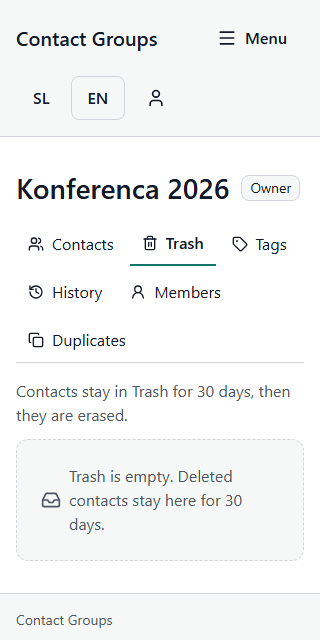 Contact Groups
Menu
SL
EN
Konferenca 2026
Owner
Contacts
Trash
Tags
History
Members
Duplicates
Contacts stay in Trash for 30 days, then
they are erased.
Trash is empty. Deleted
contacts stay here for 30
days.
Contact Groups